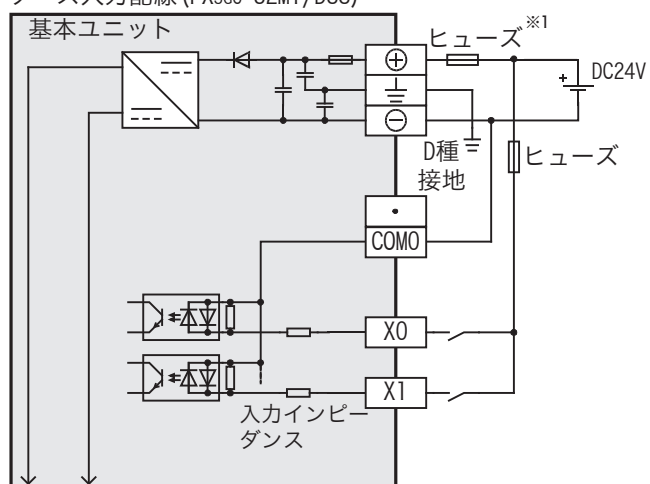 基本ユニット
ヒューズ※1
DC24V
D種
接地
ヒューズ
COM0
X0
X1
入力インピー
ダンス